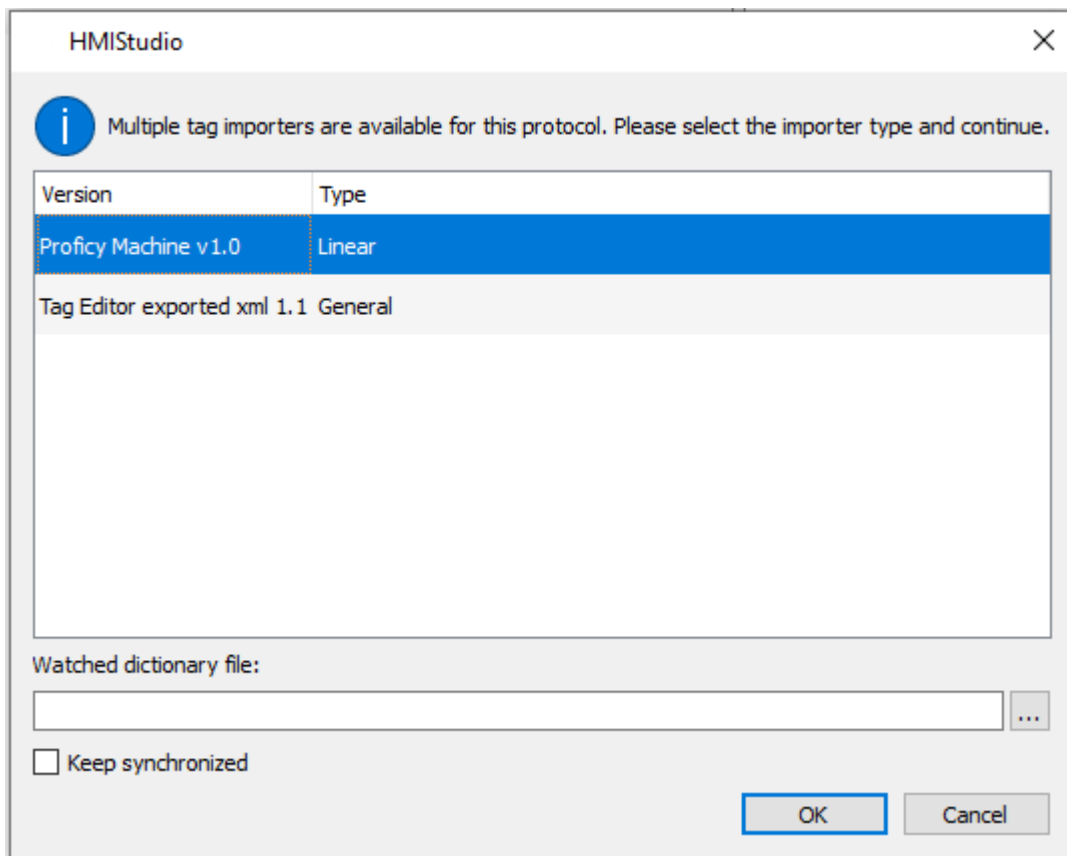 HMIStudio
Multiple tag importers are available for this protocol. Please select the importer type and continue.
Version Type
Proficy Machine v1.0 Linear
Tag Editor exported xml 1.1 General
Watched dictionary file:
...
Keep synchronized
OK Cancel